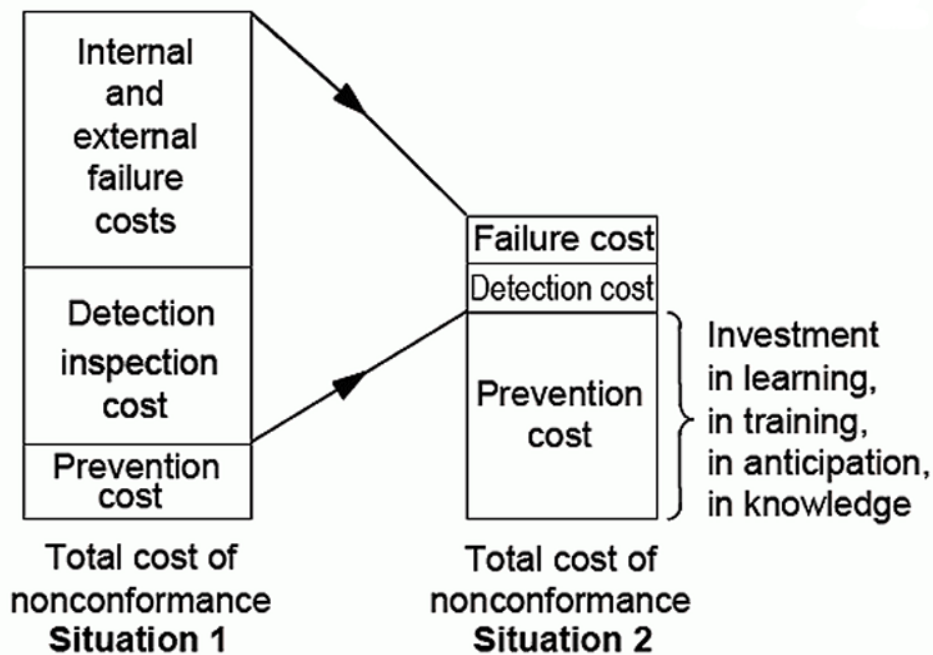 Internal
and
external
failure
costs
Detection
inspection
cost
Prevention
cost
Total cost of
nonconformance
Situation 1
Failure cost
Detection cost
Prevention
cost
Investment
in learning,
in training,
in anticipation,
in knowledge
Total cost of
nonconformance
Situation 2